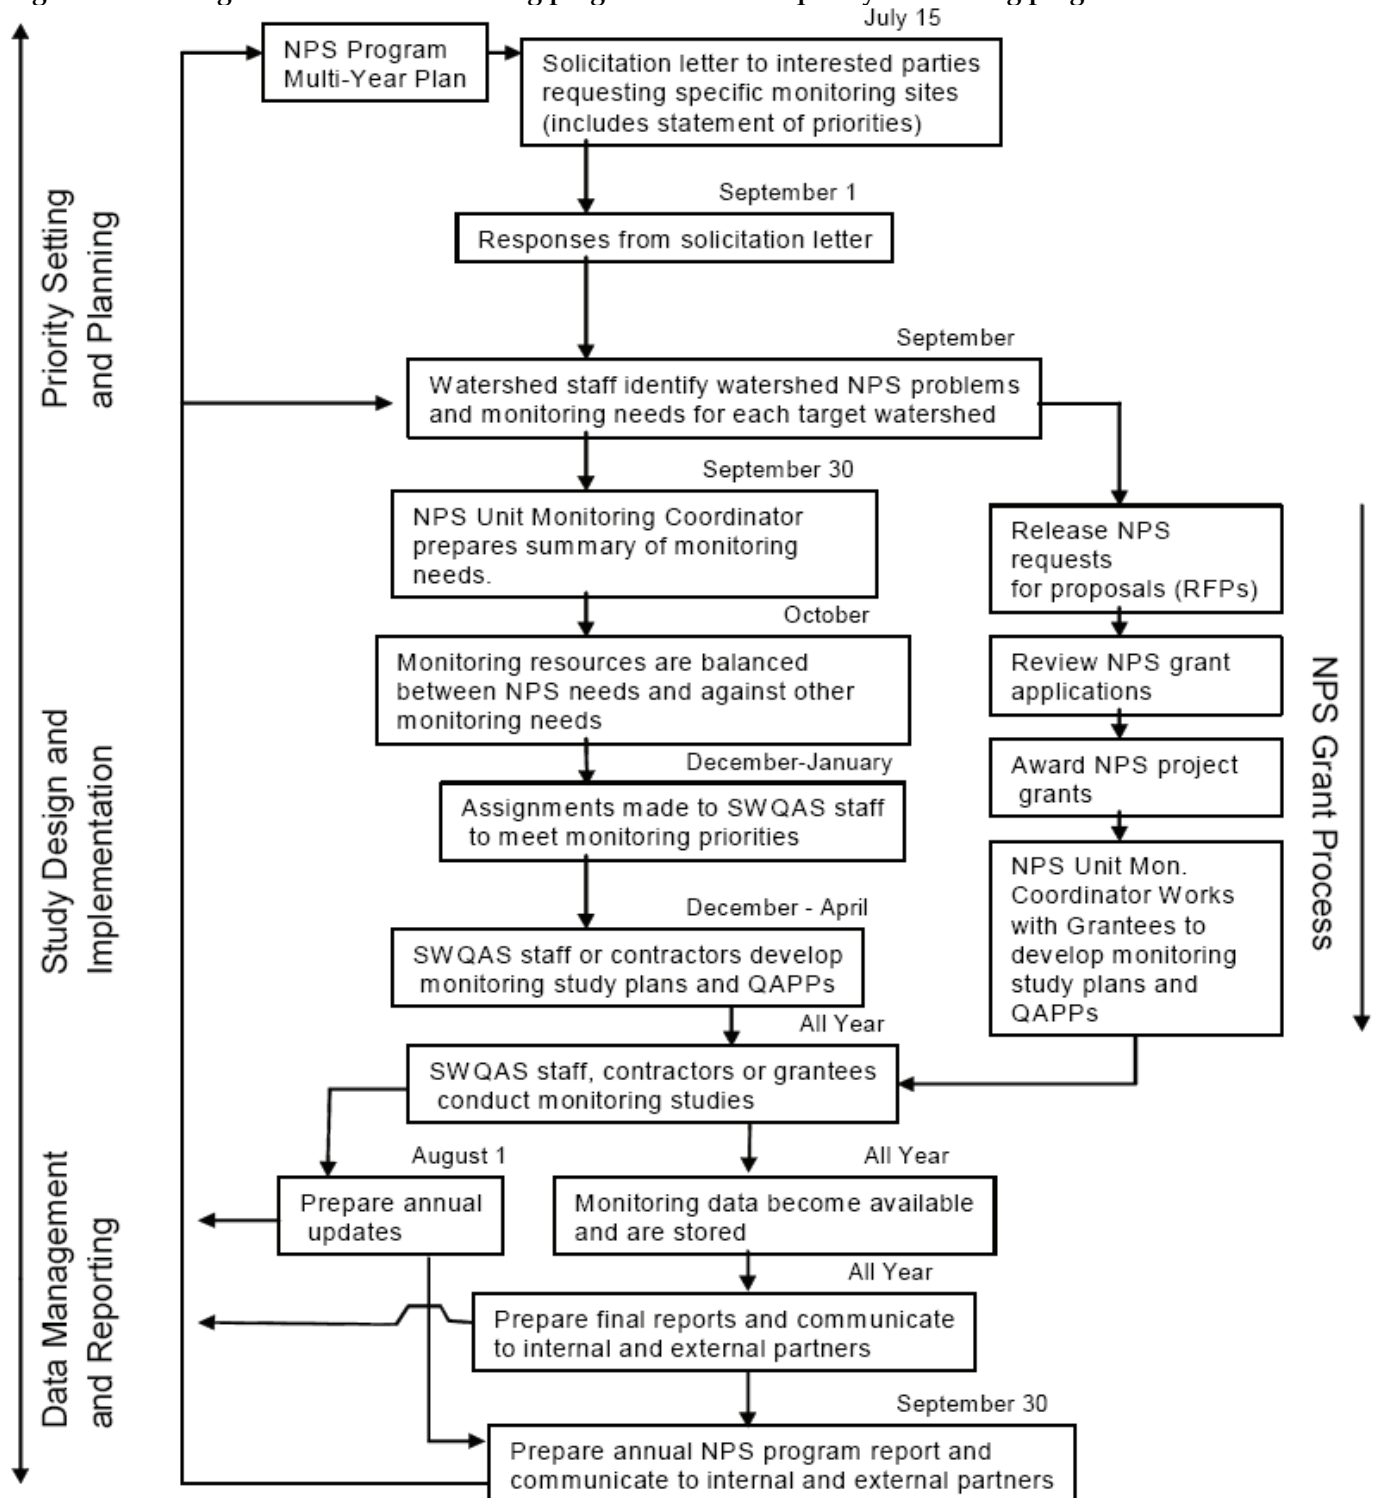 July 15
NPS Program
Multi-Year Plan
Solicitation letter to interested parties
requesting specific monitoring sites
(includes statement of priorities)
September 1
Responses from solicitation letter
Priority Setting
and Planning
September
Watershed staff identify watershed NPS problems
and monitoring needs for each target watershed
September 30
NPS Unit Monitoring Coordinator
prepares summary of monitoring
needs.
Release NPS
requests
for proposals (RFPs)
October
Monitoring resources are balanced
between NPS needs and against other
monitoring needs
Review NPS grant
applications
NPS Grant Process
Study Design and
Implementation
December-January
Assignments made to SWQAS staff
to meet monitoring priorities
Award NPS project
grants
NPS Unit Mon.
Coordinator Works
with Grantees to
develop monitoring
study plans and
QAPPs
December - April
SWQAS staff or contractors develop
monitoring study plans and QAPPs
All Year
SWQAS staff, contractors or grantees
conduct monitoring studies
Data Management
and Reporting
August 1
Prepare annual
updates
All Year
Monitoring data become available
and are stored
All Year
Prepare final reports and communicate
to internal and external partners
September 30
Prepare annual NPS program report and
communicate to internal and external partners